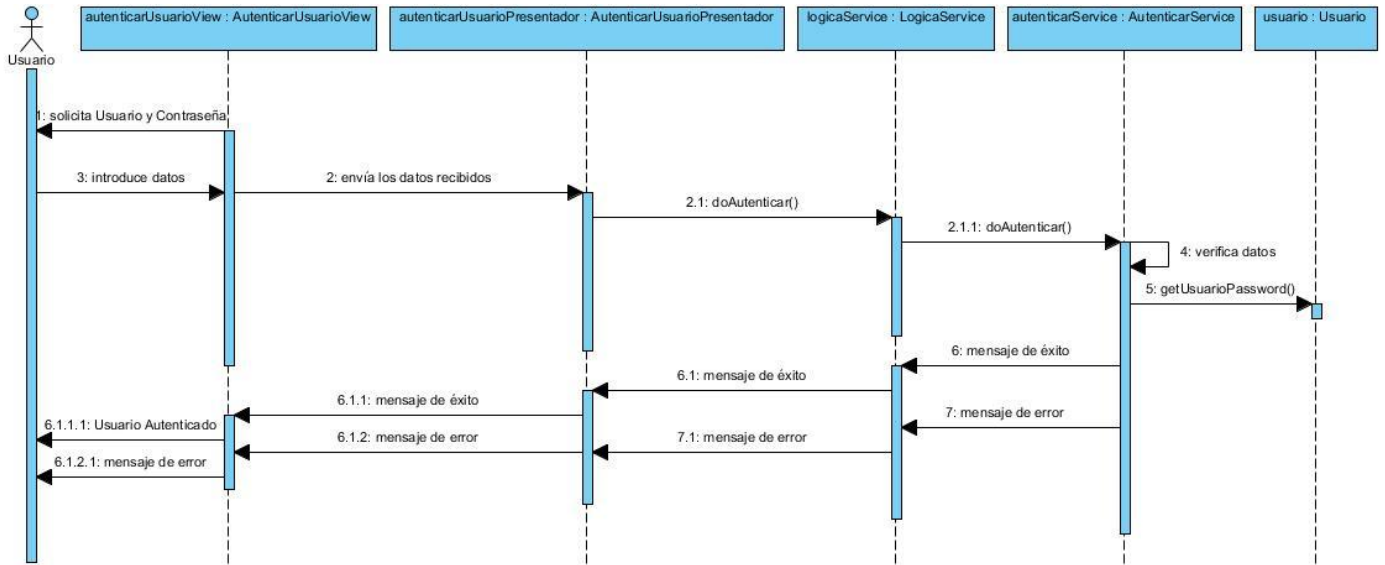 autenticarUsuarioView : AutenticarUsuarioView
autenticarUsuarioPresentador : AutenticarUsuarioPresentador
logicaService : LogicaService
autenticarService : AutenticarService
usuario : Usuario
Usuario
1: solicita Usuario y Contraseña
3: introduce datos
2: envía los datos recibidos
2.1: doAutenticar()
2.1.1: doAutenticar()
4: verifica datos
5: getUsuarioPassword()
6: mensaje de éxito
6.1: mensaje de éxito
6.1.1: mensaje de éxito
7: mensaje de error
6.1.1.1: Usuario Autenticado
6.1.2: mensaje de error
7.1: mensaje de error
6.1.2.1: mensaje de error